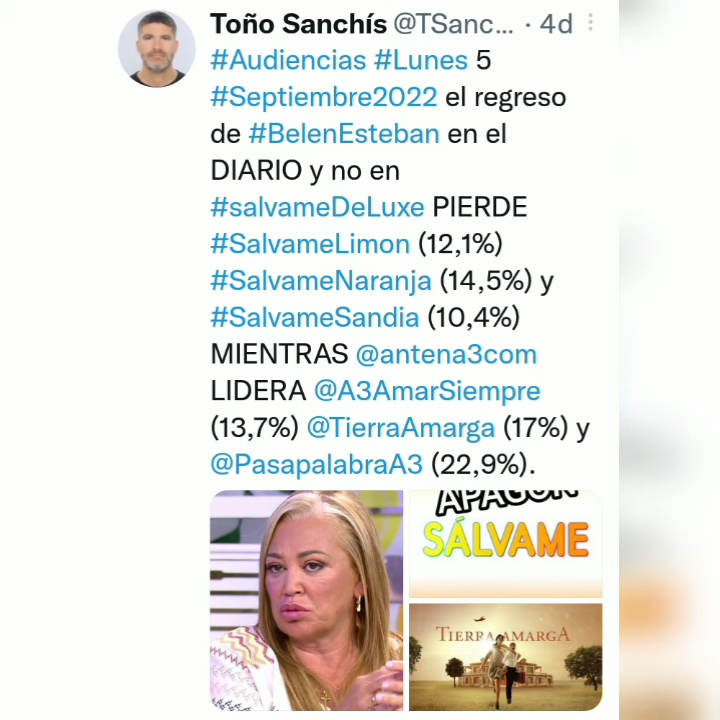 Toño Sanchís @TSanc... · 4d
#Audiencias #Lunes 5
#Septiembre2022 el regreso
de #BelenEsteban en el
DIARIO y no en
#salvameDeLuxe PIERDE
#SalvameLimon (12,1%)
#SalvameNaranja (14,5%) y
#SalvameSandia (10,4%)
MIENTRAS @antena3com
LIDERA @A3AmarSiempre
(13,7%) @TierraAmarga (17%) y
@PasapalabraA3 (22,9%).
APAGON
SÁLVAME
TIERRA AMARGA